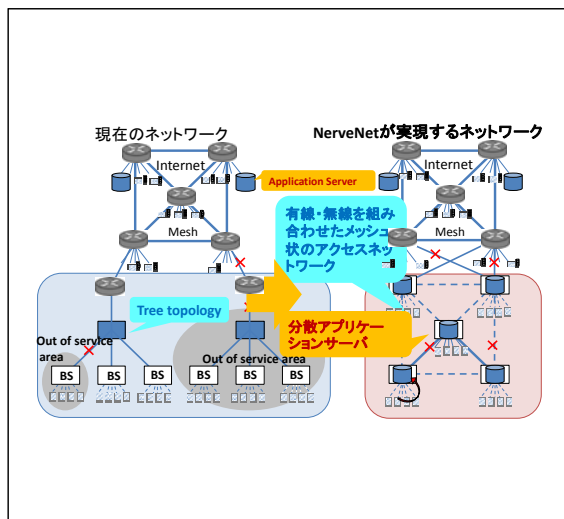 現在のネットワーク
NerveNetが実現するネットワーク
Internet
Internet
Application Server
有線・無線を組み
合わせたメッシュ
状のアクセスネッ
トワーク
Mesh
Mesh
Tree topology
分散アプリケー
ションサーバ
Out of service
area
Out of service area
BS
BS
BS
BS
BS
BS